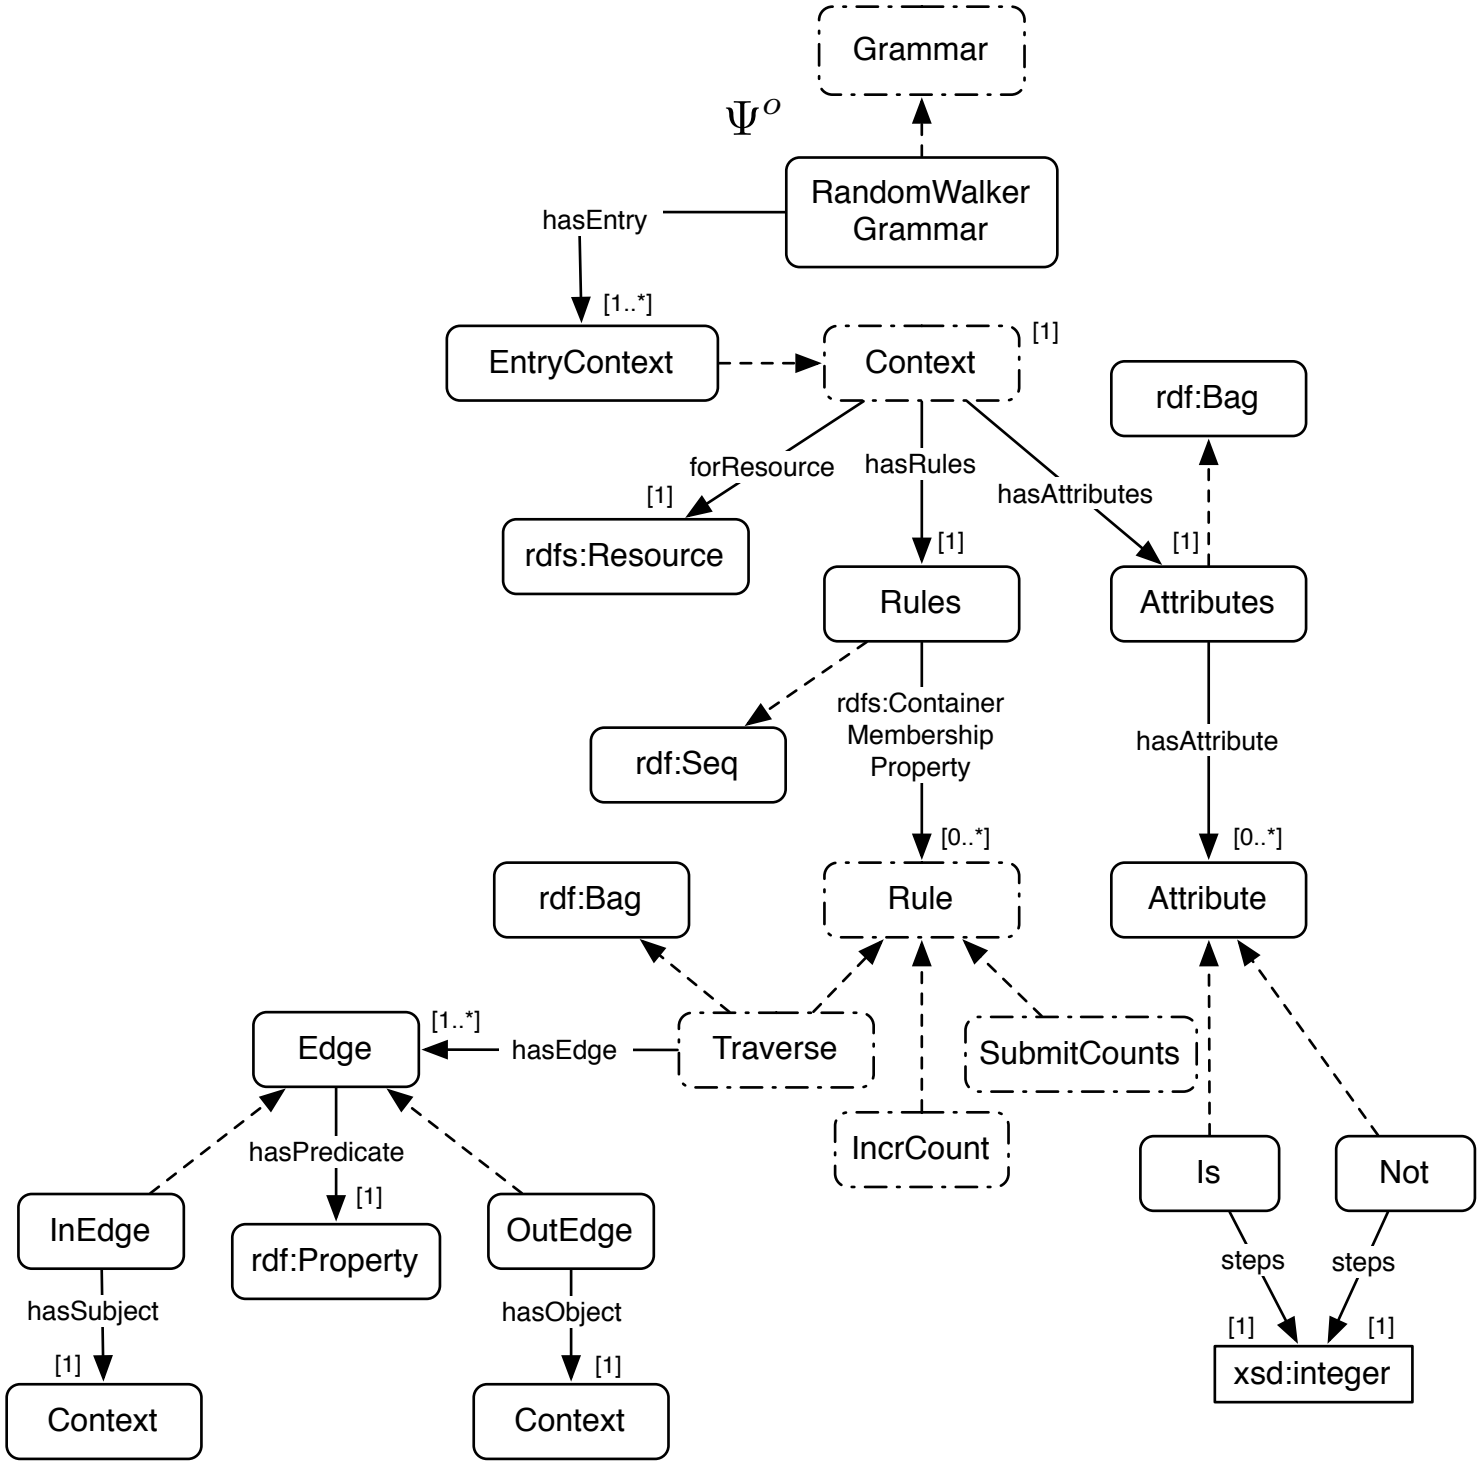 Grammar
Ψᵒ
RandomWalker
Grammar
hasEntry
[1..*]
EntryContext
Context
[1]
rdf:Bag
forResource
hasRules
hasAttributes
[1]
[1]
[1]
rdfs:Resource
Rules
Attributes
rdfs:Container
Membership
Property
rdf:Seq
hasAttribute
[0..*]
[0..*]
rdf:Bag
Rule
Attribute
[1..*]
Edge
hasEdge
Traverse
SubmitCounts
IncrCount
hasPredicate
Is
Not
[1]
InEdge
OutEdge
rdf:Property
steps
steps
hasSubject
hasObject
[1]
[1]
[1]
[1]
xsd:integer
Context
Context